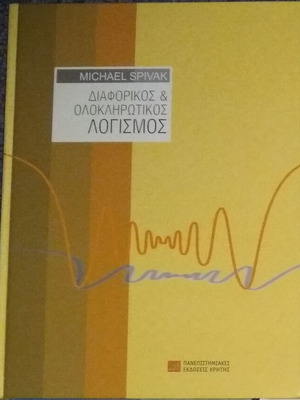 MICHAEL SPIVAK
ΔΙΑΦΟΡΙΚΟΣ &
ΟΛΟΚΛΗΡΩΤΙΚΟΣ
ΛΟΓΙΣΜΟΣ
ΠΑΝΕΠΙΣΤΗΜΙΑΚΕΣ
ΕΚΔΟΣΕΙΣ ΚΡΗΤΗΣ